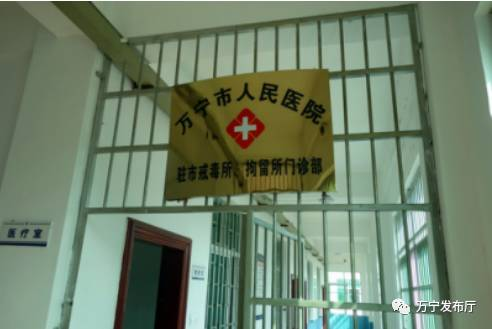 万宁市人民医院
驻市戒毒所、拘留所门诊部
医疗室
万宁发布厅